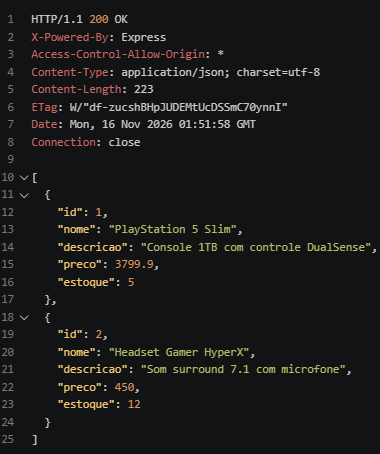 1 HTTP/1.1 200 OK
2 X-Powered-By: Express
3 Access-Control-Allow-Origin: *
4 Content-Type: application/json; charset=utf-8
5 Content-Length: 223
6 ETag: W/"df-zucshBHpJUDEMtUcDSSmC70ynnI"
7 Date: Mon, 16 Nov 2026 01:51:58 GMT
8 Connection: close
9
10 [
11   {
12     "id": 1,
13     "nome": "PlayStation 5 Slim",
14     "descricao": "Console 1TB com controle DualSense",
15     "preco": 3799.9,
16     "estoque": 5
17   },
18   {
19     "id": 2,
20     "nome": "Headset Gamer HyperX",
21     "descricao": "Som surround 7.1 com microfone",
22     "preco": 450,
23     "estoque": 12
24   }
25 ]